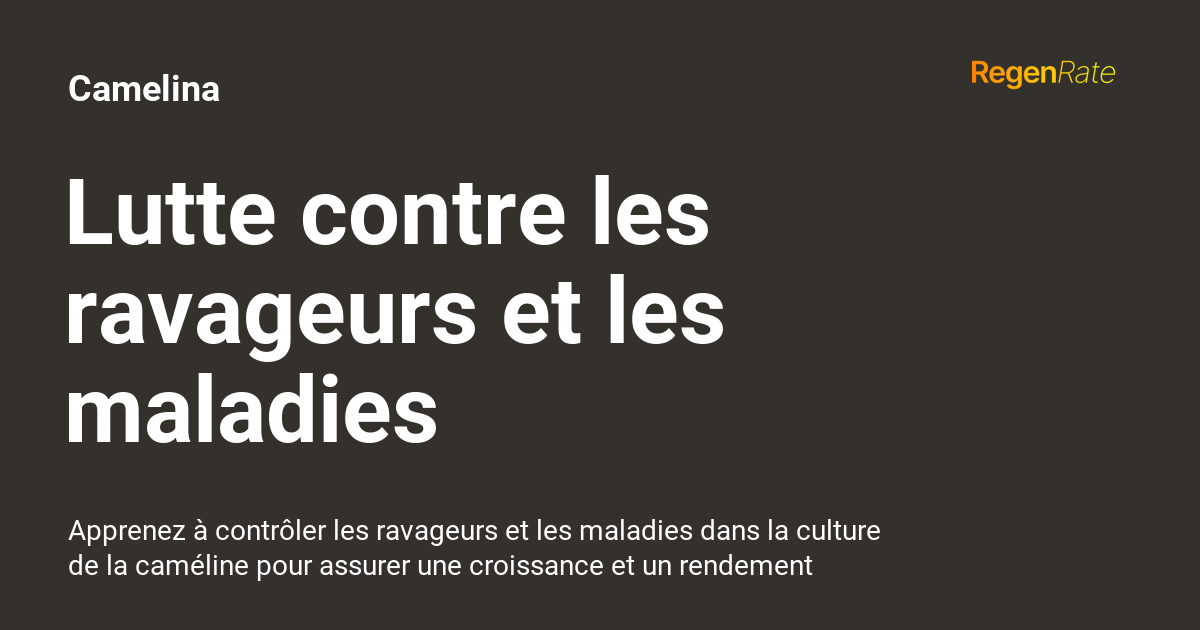 Camelina
RegenRate
Lutte contre les
ravageurs et les
maladies
Apprenez à contrôler les ravageurs et les maladies dans la culture
de la caméline pour assurer une croissance et un rendement